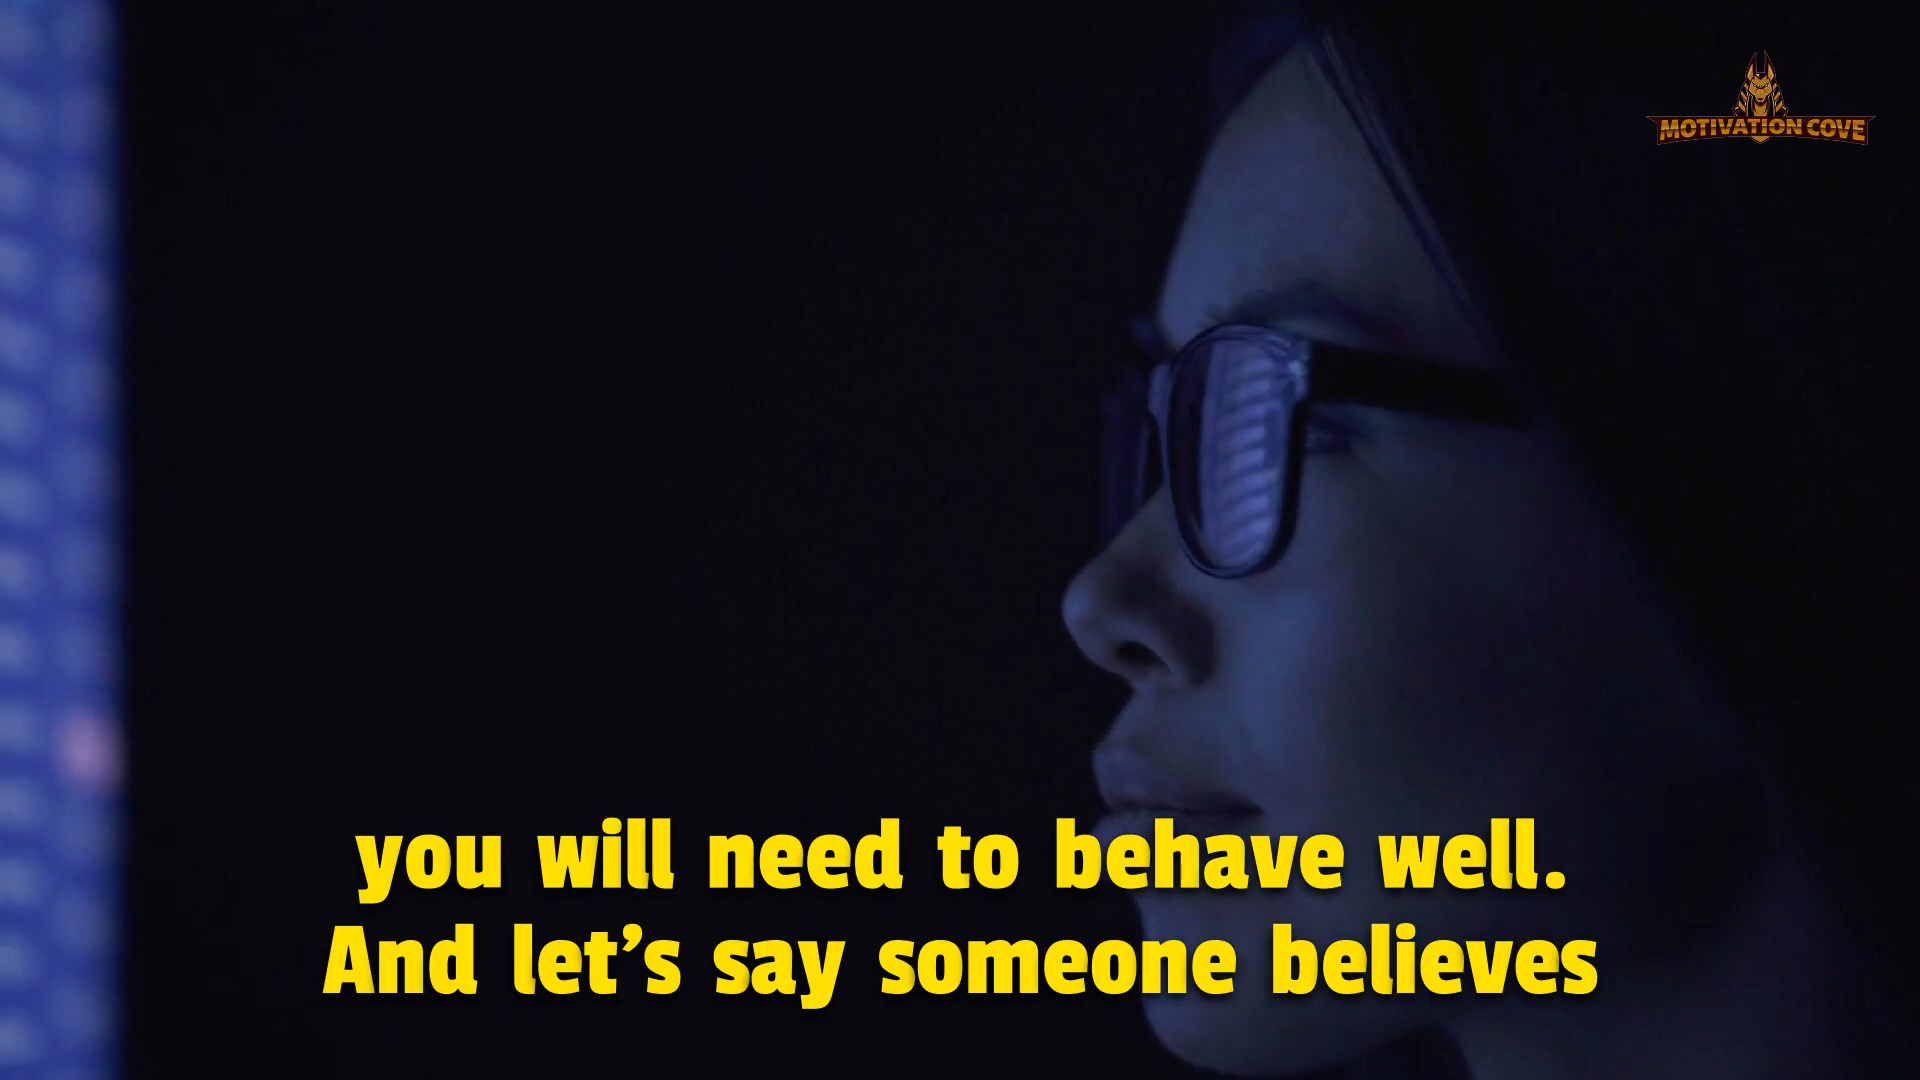 MOTIVATION COVE
you will need to behave well.
And let's say someone believes